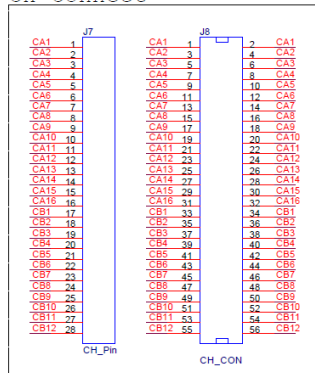 J7 J8
CA1 1 CA1 1 2 CA1
CA2 2 CA2 3 4 CA2
CA3 3 CA3 5 6 CA3
CA4 4 CA4 7 8 CA4
CA5 5 CA5 9 10 CA5
CA6 6 CA6 11 12 CA6
CA7 7 CA7 13 14 CA7
CA8 8 CA8 15 16 CA8
CA9 9 CA9 17 18 CA9
CA10 10 CA10 19 20 CA10
CA11 11 CA11 21 22 CA11
CA12 12 CA12 23 24 CA12
CA13 13 CA13 25 26 CA13
CA14 14 CA14 27 28 CA14
CA15 15 CA15 29 30 CA15
CA16 16 CA16 31 32 CA16
CB1 17 CB1 33 34 CB1
CB2 18 CB2 35 36 CB2
CB3 19 CB3 37 38 CB3
CB4 20 CB4 39 40 CB4
CB5 21 CB5 41 42 CB5
CB6 22 CB6 43 44 CB6
CB7 23 CB7 45 46 CB7
CB8 24 CB8 47 48 CB8
CB9 25 CB9 49 50 CB9
CB10 26 CB10 51 52 CB10
CB11 27 CB11 53 54 CB11
CB12 28 CB12 55 56 CB12
CH_Pin CH_CON